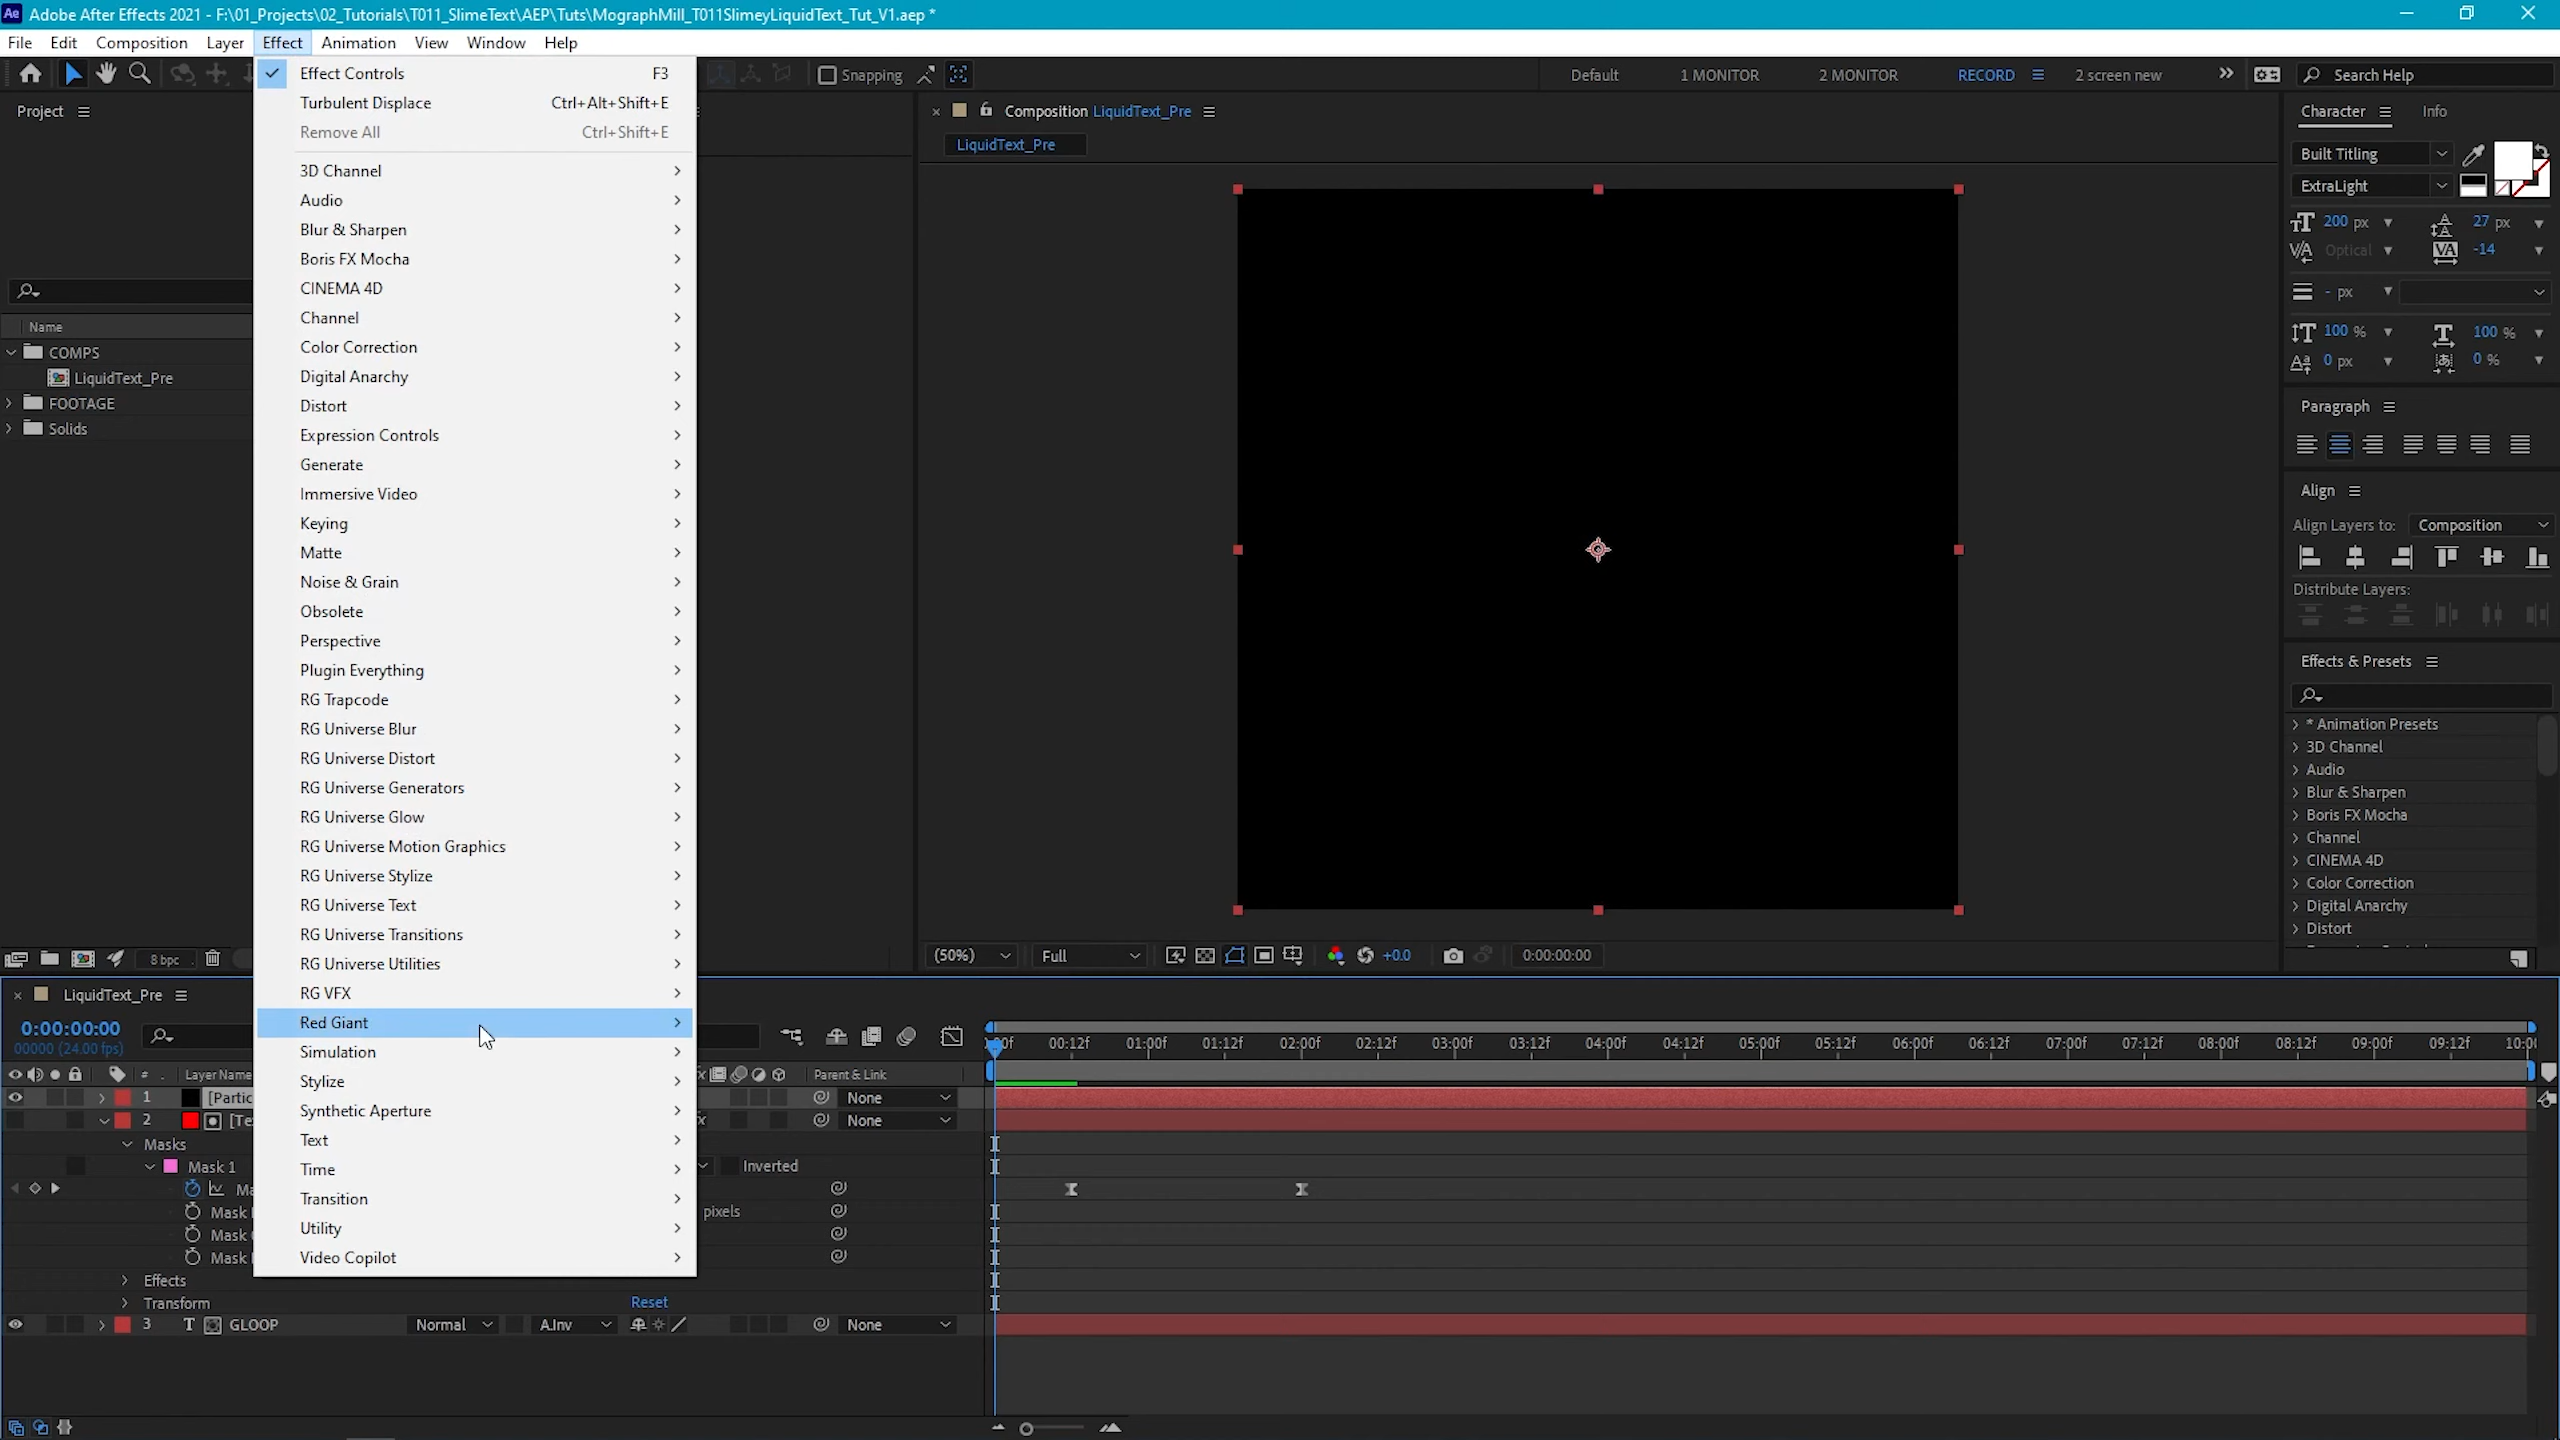 Adobe After Effects 2021 - F:\01_Projects\02_Tutorials\T011_SlimeText\AEP\Tuts\MographMill_T011SlimeyLiquidText_Tut_V1.aep *
File Edit Composition Layer Effect Animation View Window Help
Snapping
Default 1 MONITOR 2 MONITOR RECORD 2 screen new Search Help
Project
Name
COMPS
LiquidText_Pre
FOOTAGE
Solids
8 bpc
Effect Controls F3
Turbulent Displace Ctrl+Alt+Shift+E
Remove All Ctrl+Shift+E
3D Channel
Audio
Blur & Sharpen
Boris FX Mocha
CINEMA 4D
Channel
Color Correction
Digital Anarchy
Distort
Expression Controls
Generate
Immersive Video
Keying
Matte
Noise & Grain
Obsolete
Perspective
Plugin Everything
RG Trapcode
RG Universe Blur
RG Universe Distort
RG Universe Generators
RG Universe Glow
RG Universe Motion Graphics
RG Universe Stylize
RG Universe Text
RG Universe Transitions
RG Universe Utilities
RG VFX
Red Giant
Simulation
Stylize
Synthetic Aperture
Text
Time
Transition
Utility
Video Copilot
Composition LiquidText_Pre
LiquidText_Pre
(50%) Full +0.0 0:00:00:00
Character Info
Built Titling
ExtraLight
200 px 27 px
Optical -14
- px
100 % 100 %
0 px 0 %
Paragraph
Align
Align Layers to: Composition
Distribute Layers:
Effects & Presets
* Animation Presets
3D Channel
Audio
Blur & Sharpen
Boris FX Mocha
Channel
CINEMA 4D
Color Correction
Digital Anarchy
Distort
LiquidText_Pre
0:00:00:00
00000 (24.00 fps)
# Layer Name Parent & Link
00:12f 01:00f 01:12f 02:00f 02:12f 03:00f 03:12f 04:00f 04:12f 05:00f 05:12f 06:00f 06:12f 07:00f 07:12f 08:00f 08:12f 09:00f 09:12f
1 [Partic None
2 [Te None
Masks
Mask 1 Inverted
Ma
Mask pixels
Mask
Mask
Effects
Transform Reset
3 T GLOOP Normal A.Inv None